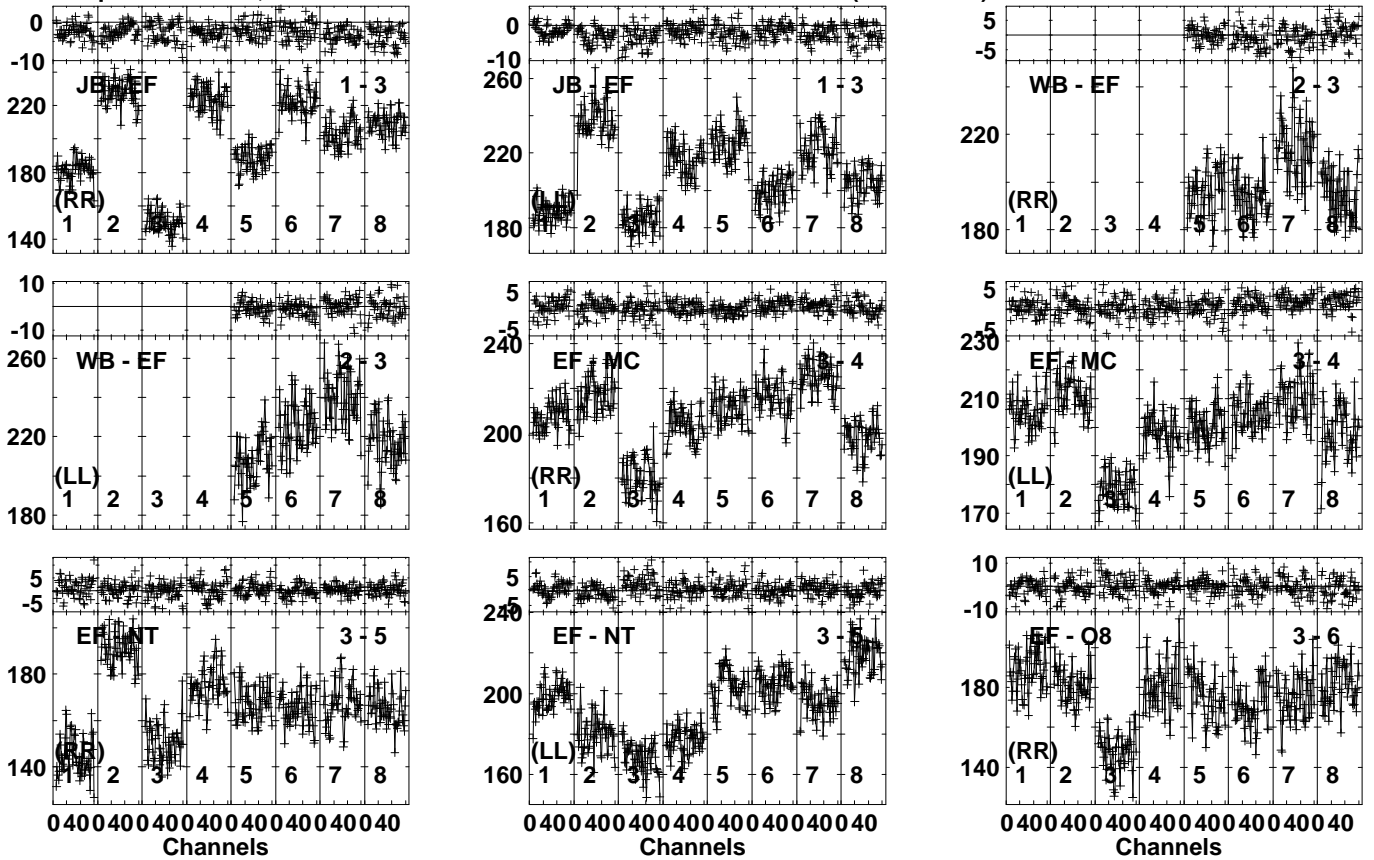 0
-10
JB - EF 1 - 3
220
180
140
(RR)
1 2 3 4 5 6 7 8
0
-10
JB - EF 1 - 3
260
220
180
(LL)
1 2 3 4 5 6 7 8
5
-5
WB - EF 2 - 3
220
180
(RR)
1 2 3 4 5 6 7 8
10
-10
WB - EF 2 - 3
260
220
180
(LL)
1 2 3 4 5 6 7 8
5
-5
EF - MC 3 - 4
240
200
160
(RR)
1 2 3 4 5 6 7 8
5
-5
EF - MC 3 - 4
230
210
190
170
(LL)
1 2 3 4 5 6 7 8
5
-5
EF - NT 3 - 5
180
140
(RR)
1 2 3 4 5 6 7 8
0 40 0 40 0 40 0 40 0 40 0 40 0 40 0 40
Channels
5
-5
EF - NT 3 - 5
240
200
160
(LL)
1 2 3 4 5 6 7 8
0 40 0 40 0 40 0 40 0 40 0 40 0 40 0 40
Channels
10
-10
EF - O8 3 - 6
180
140
(RR)
1 2 3 4 5 6 7 8
0 40 0 40 0 40 0 40 0 40 0 40 0 40 0 40
Channels